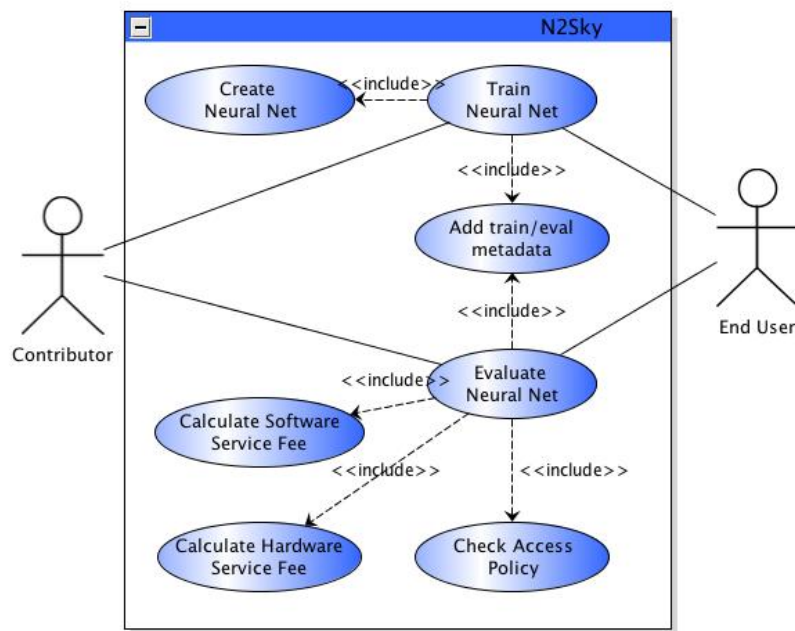 N2Sky
Create
Neural Net
<<include>>
Train
Neural Net
<<include>>
Add train/eval
metadata
Contributor
End User
<<include>>
Evaluate
Neural Net
<<include>>
Calculate Software
Service Fee
<<include>>
<<include>>
Calculate Hardware
Service Fee
Check Access
Policy